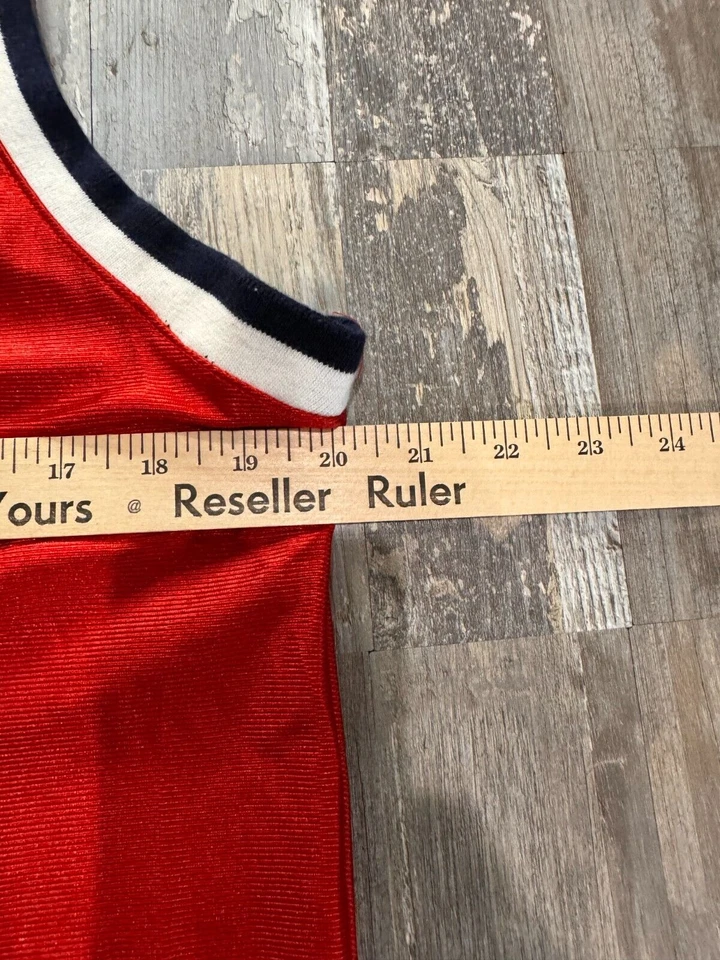 17 18 19 20 21 22 23 24
Yours @ Reseller Ruler